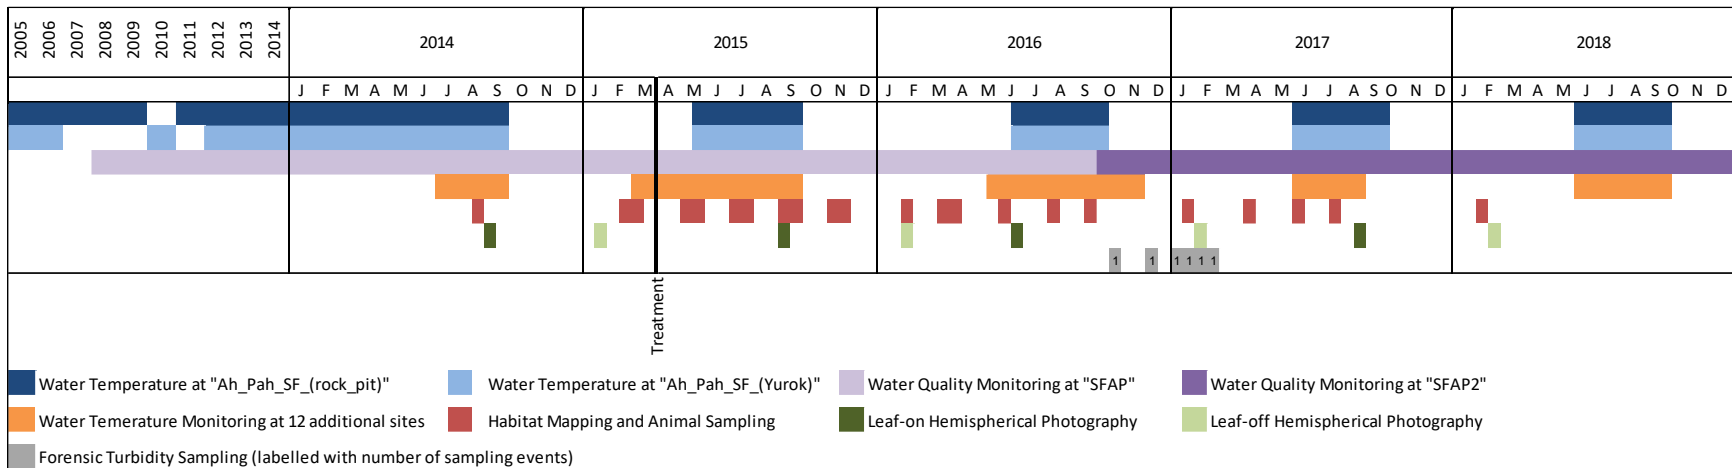 2005 2006 2007 2008 2009 2010 2011 2012 2013 2014 2014 2015 2016 2017 2018
J F M A M J J A S O N D J F M A M J J A S O N D J F M A M J J A S O N D J F M A M J J A S O N D J F M A M J J A S O N D
1 1 1 1 1 1
Treatment
Water Temperature at "Ah_Pah_SF_(rock_pit)" Water Temperature at "Ah_Pah_SF_(Yurok)" Water Quality Monitoring at "SFAP" Water Quality Monitoring at "SFAP2"
Water Temerature Monitoring at 12 additional sites Habitat Mapping and Animal Sampling Leaf-on Hemispherical Photography Leaf-off Hemispherical Photography
Forensic Turbidity Sampling (labelled with number of sampling events)